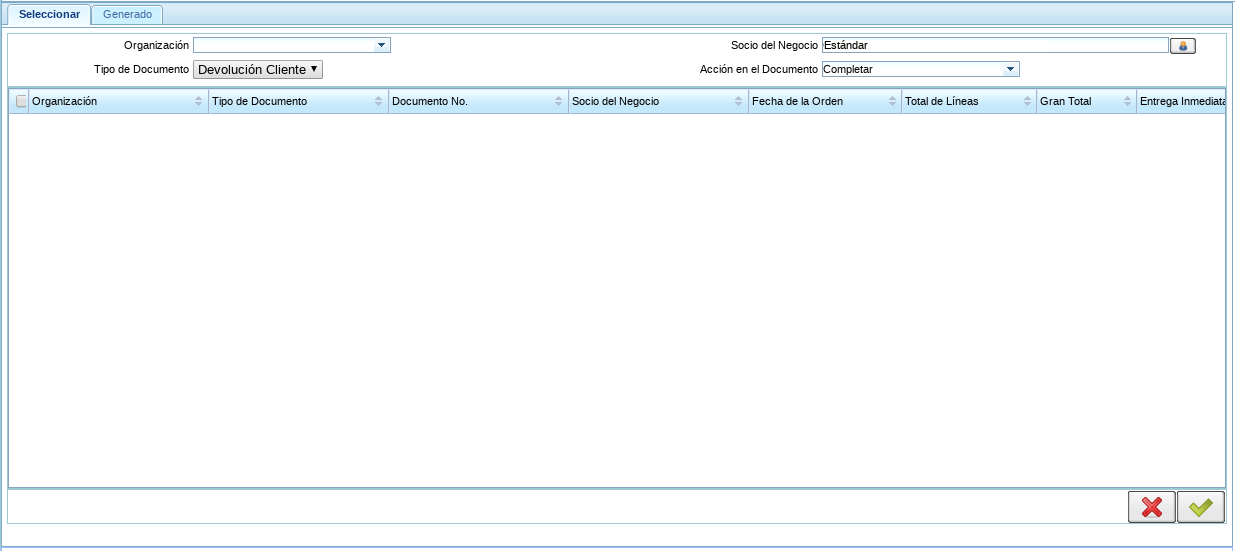 Seleccionar Generado
Organización Socio del Negocio Estándar
Tipo de Documento Devolución Cliente Acción en el Documento Completar
Organización Tipo de Documento Documento No. Socio del Negocio Fecha de la Orden Total de Líneas Gran Total Entrega Inmediata